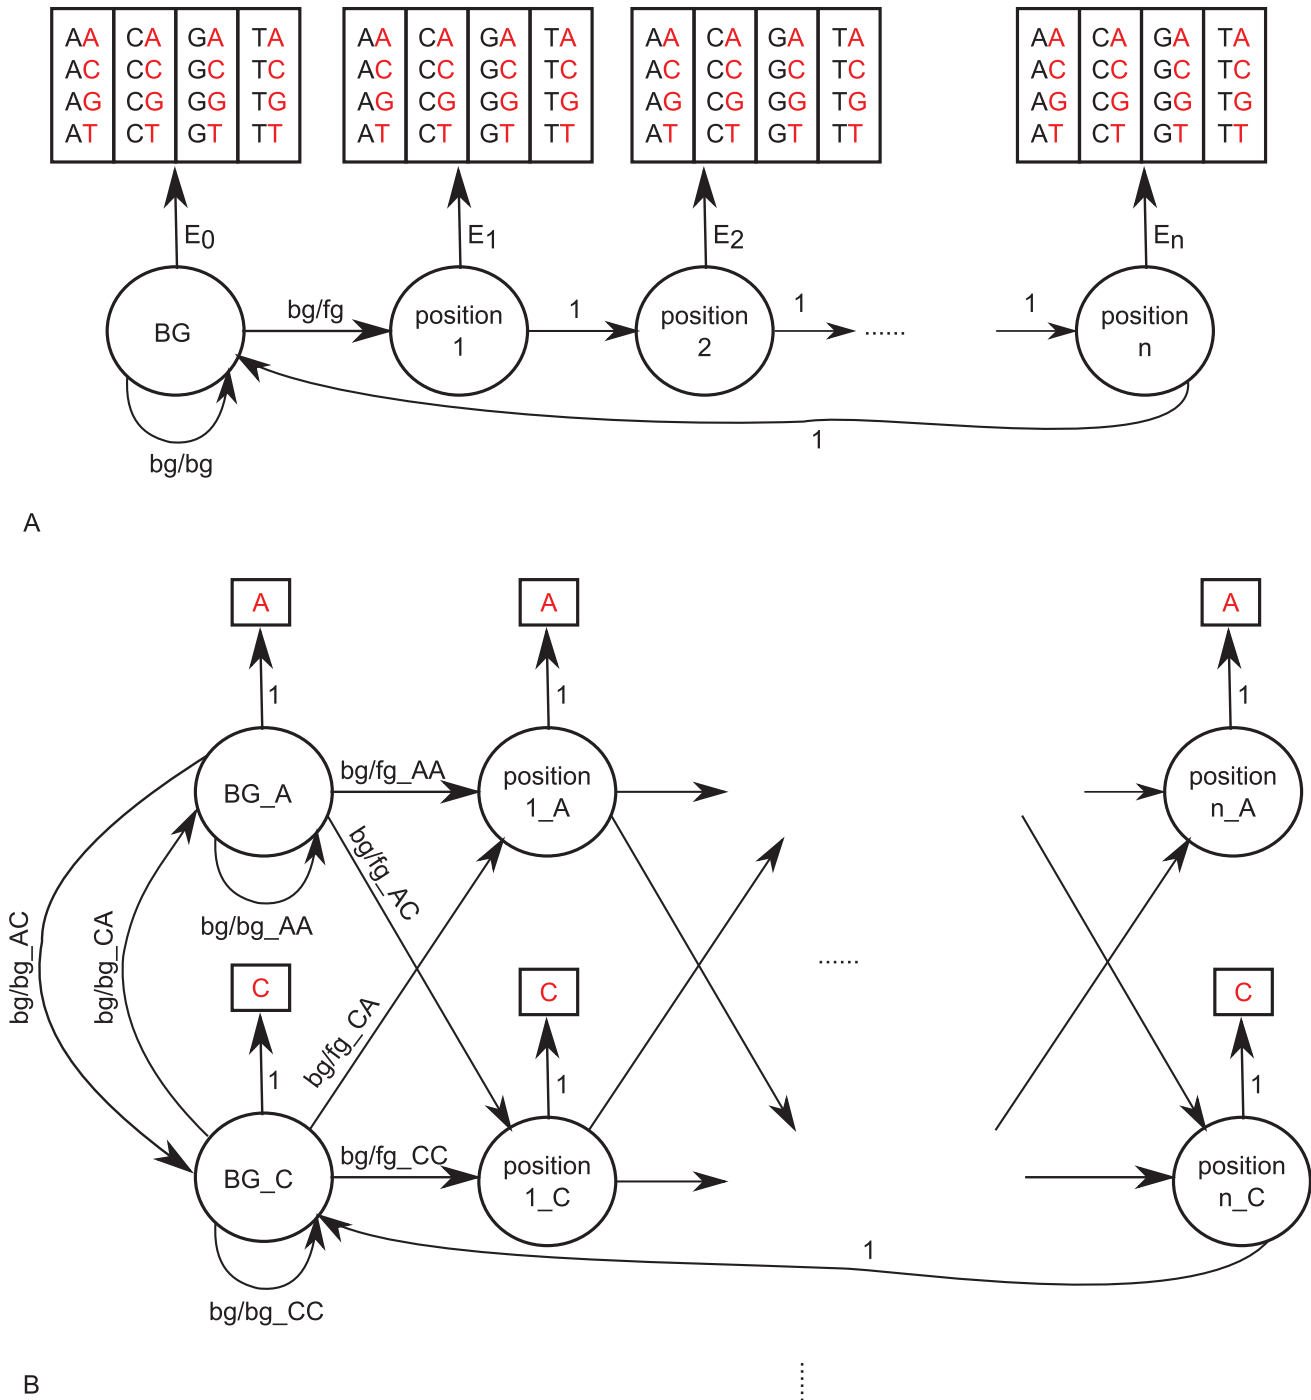 AA CA GA TA AA CA GA TA AA CA GA TA AA CA GA TA
AC CC GC TC AC CC GC TC AC CC GC TC AC CC GC TC
AG CG GG TG AG CG GG TG AG CG GG TG AG CG GG TG
AT CT GT TT AT CT GT TT AT CT GT TT AT CT GT TT
E0 E1 E2 En
bg/fg 1 1 1
BG
position
1
position
2
......
position
n
1
bg/bg
A
A A A
1 1 1
BG_A
bg/fg_AA
position
1_A
position
n_A
bg/fg_AC
bg/bg_AA
bg/bg_AC
bg/bg_CA
......
C C C
bg/fg_CA
1 1 1
BG_C
bg/fg_CC
position
1_C
position
n_C
1
bg/bg_CC
B